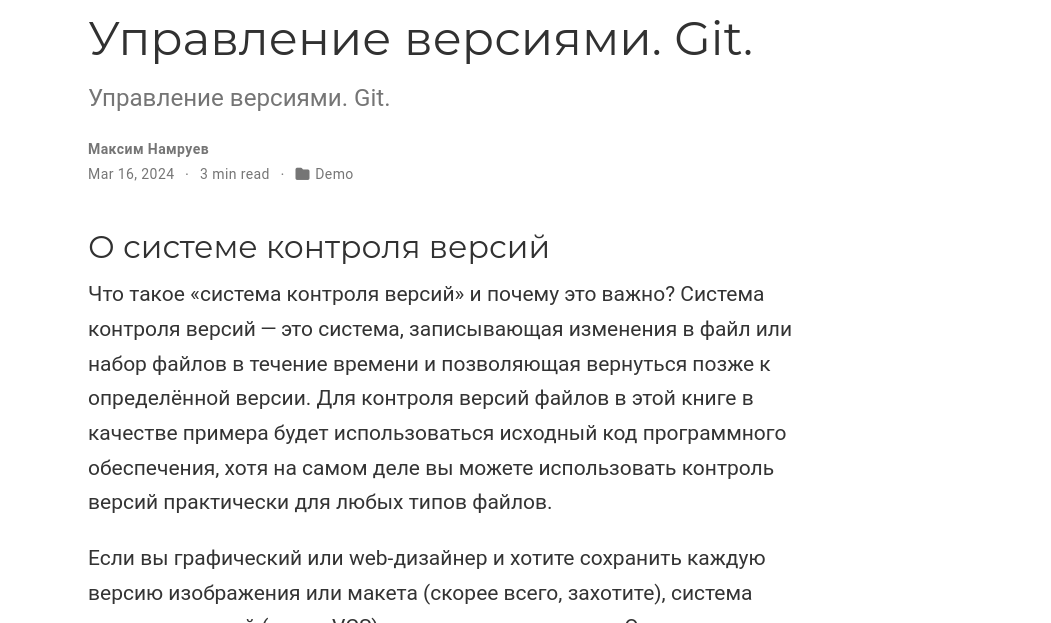 Управление версиями. Git.
Управление версиями. Git.
Максим Намруев
Mar 16, 2024 · 3 min read · Demo
О системе контроля версий
Что такое «система контроля версий» и почему это важно? Система
контроля версий — это система, записывающая изменения в файл или
набор файлов в течение времени и позволяющая вернуться позже к
определённой версии. Для контроля версий файлов в этой книге в
качестве примера будет использоваться исходный код программного
обеспечения, хотя на самом деле вы можете использовать контроль
версий практически для любых типов файлов.
Если вы графический или web-дизайнер и хотите сохранить каждую
версию изображения или макета (скорее всего, захотите), система